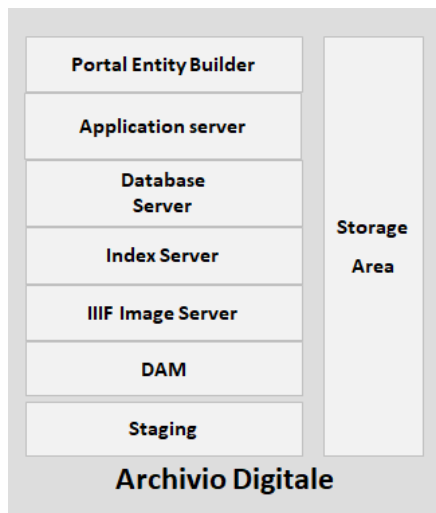 Portal Entity Builder
Application server
Database
Server
Index Server
IIIF Image Server
DAM
Staging
Storage
Area
Archivio Digitale